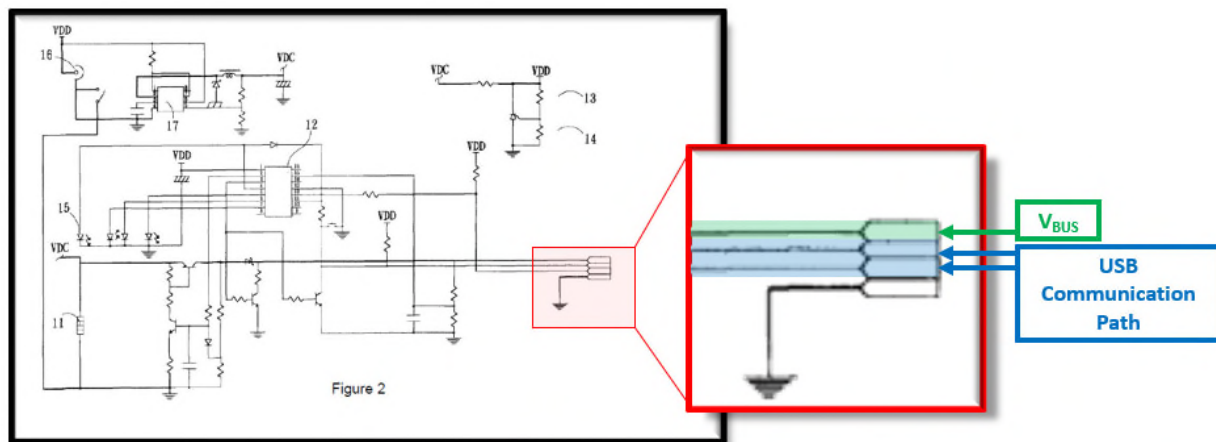 VDD
16
VDC
17
VDC
VDD
13
14
12
VDD
VDD
15
VDD
VDC
11
Figure 2
VBUS
USB
Communication
Path